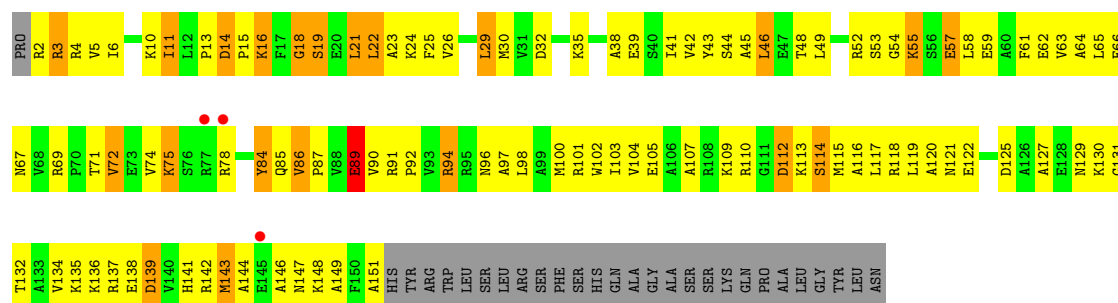 PRO R2 R3 R4 V5 I6 K10 I11 L12 P13 D14 P15 K16 F17 G18 S19 E20 L21 L22 A23 K24 F25 V26 L29 M30 V31 D32 K35 A38 E39 S40 I41 V42 Y43 S44 A45 L46 E47 T48 L49 R52 S53 G54 K55 S56 E57 L58 E59 A60 F61 E62 V63 A64 L65 E66
N67 V68 R69 P70 T71 V72 E73 V74 K75 S76 R77 R78 Y84 Q85 V86 P87 V88 E89 V90 R91 P92 V93 R94 R95 N96 A97 L98 A99 M100 R101 W102 I103 V104 E105 A106 A107 R108 K109 R110 G111 D112 K113 S114 M115 A116 L117 R118 L119 A120 N121 E122 D125 A126 A127 E128 N129 K130 G131
T132 A133 V134 K135 K136 R137 E138 D139 V140 H141 R142 M143 A144 E145 A146 N147 K148 A149 F150 A151 HIS TYR ARG TRP LEU SER LEU ARG SER PHE SER HIS GLN ALA GLY ALA SER SER LYS GLN PRO ALA LEU GLY TYR LEU ASN